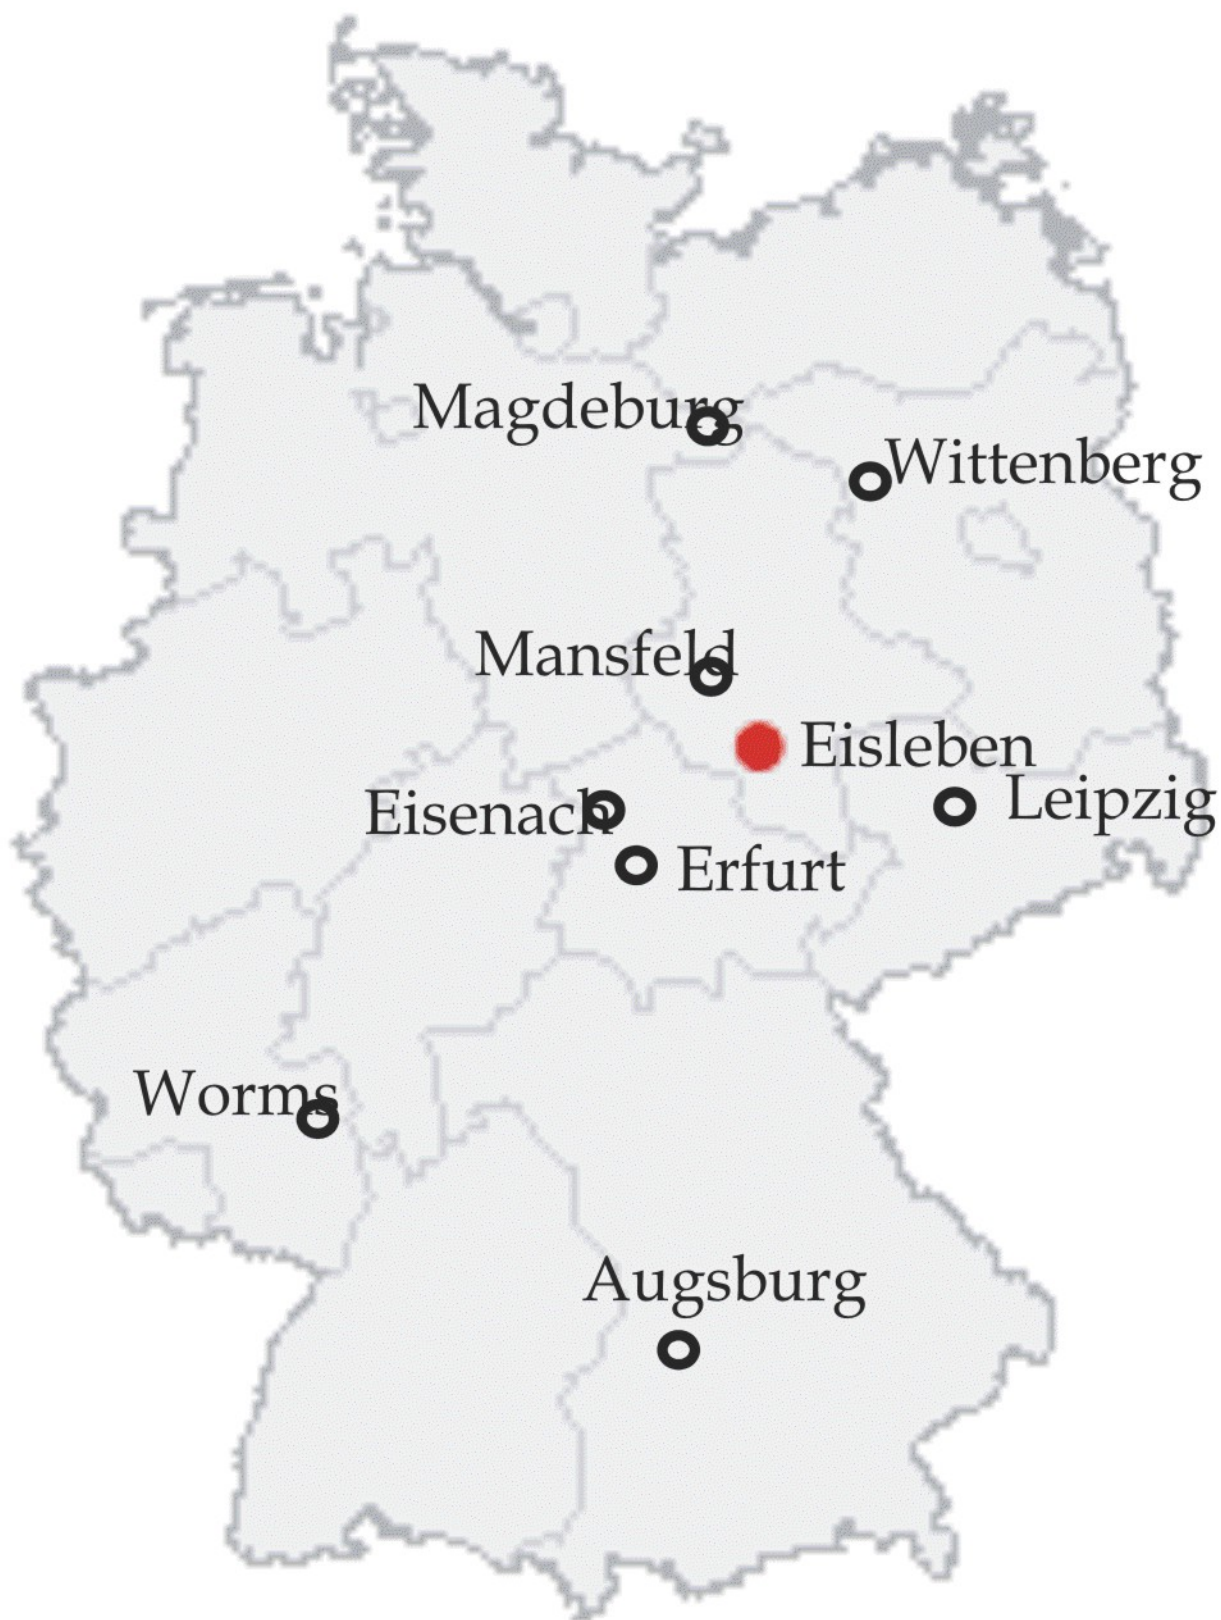 Magdeburg
Wittenberg
Mansfeld
Eisleben
Leipzig
Eisenach
Erfurt
Worms
Augsburg